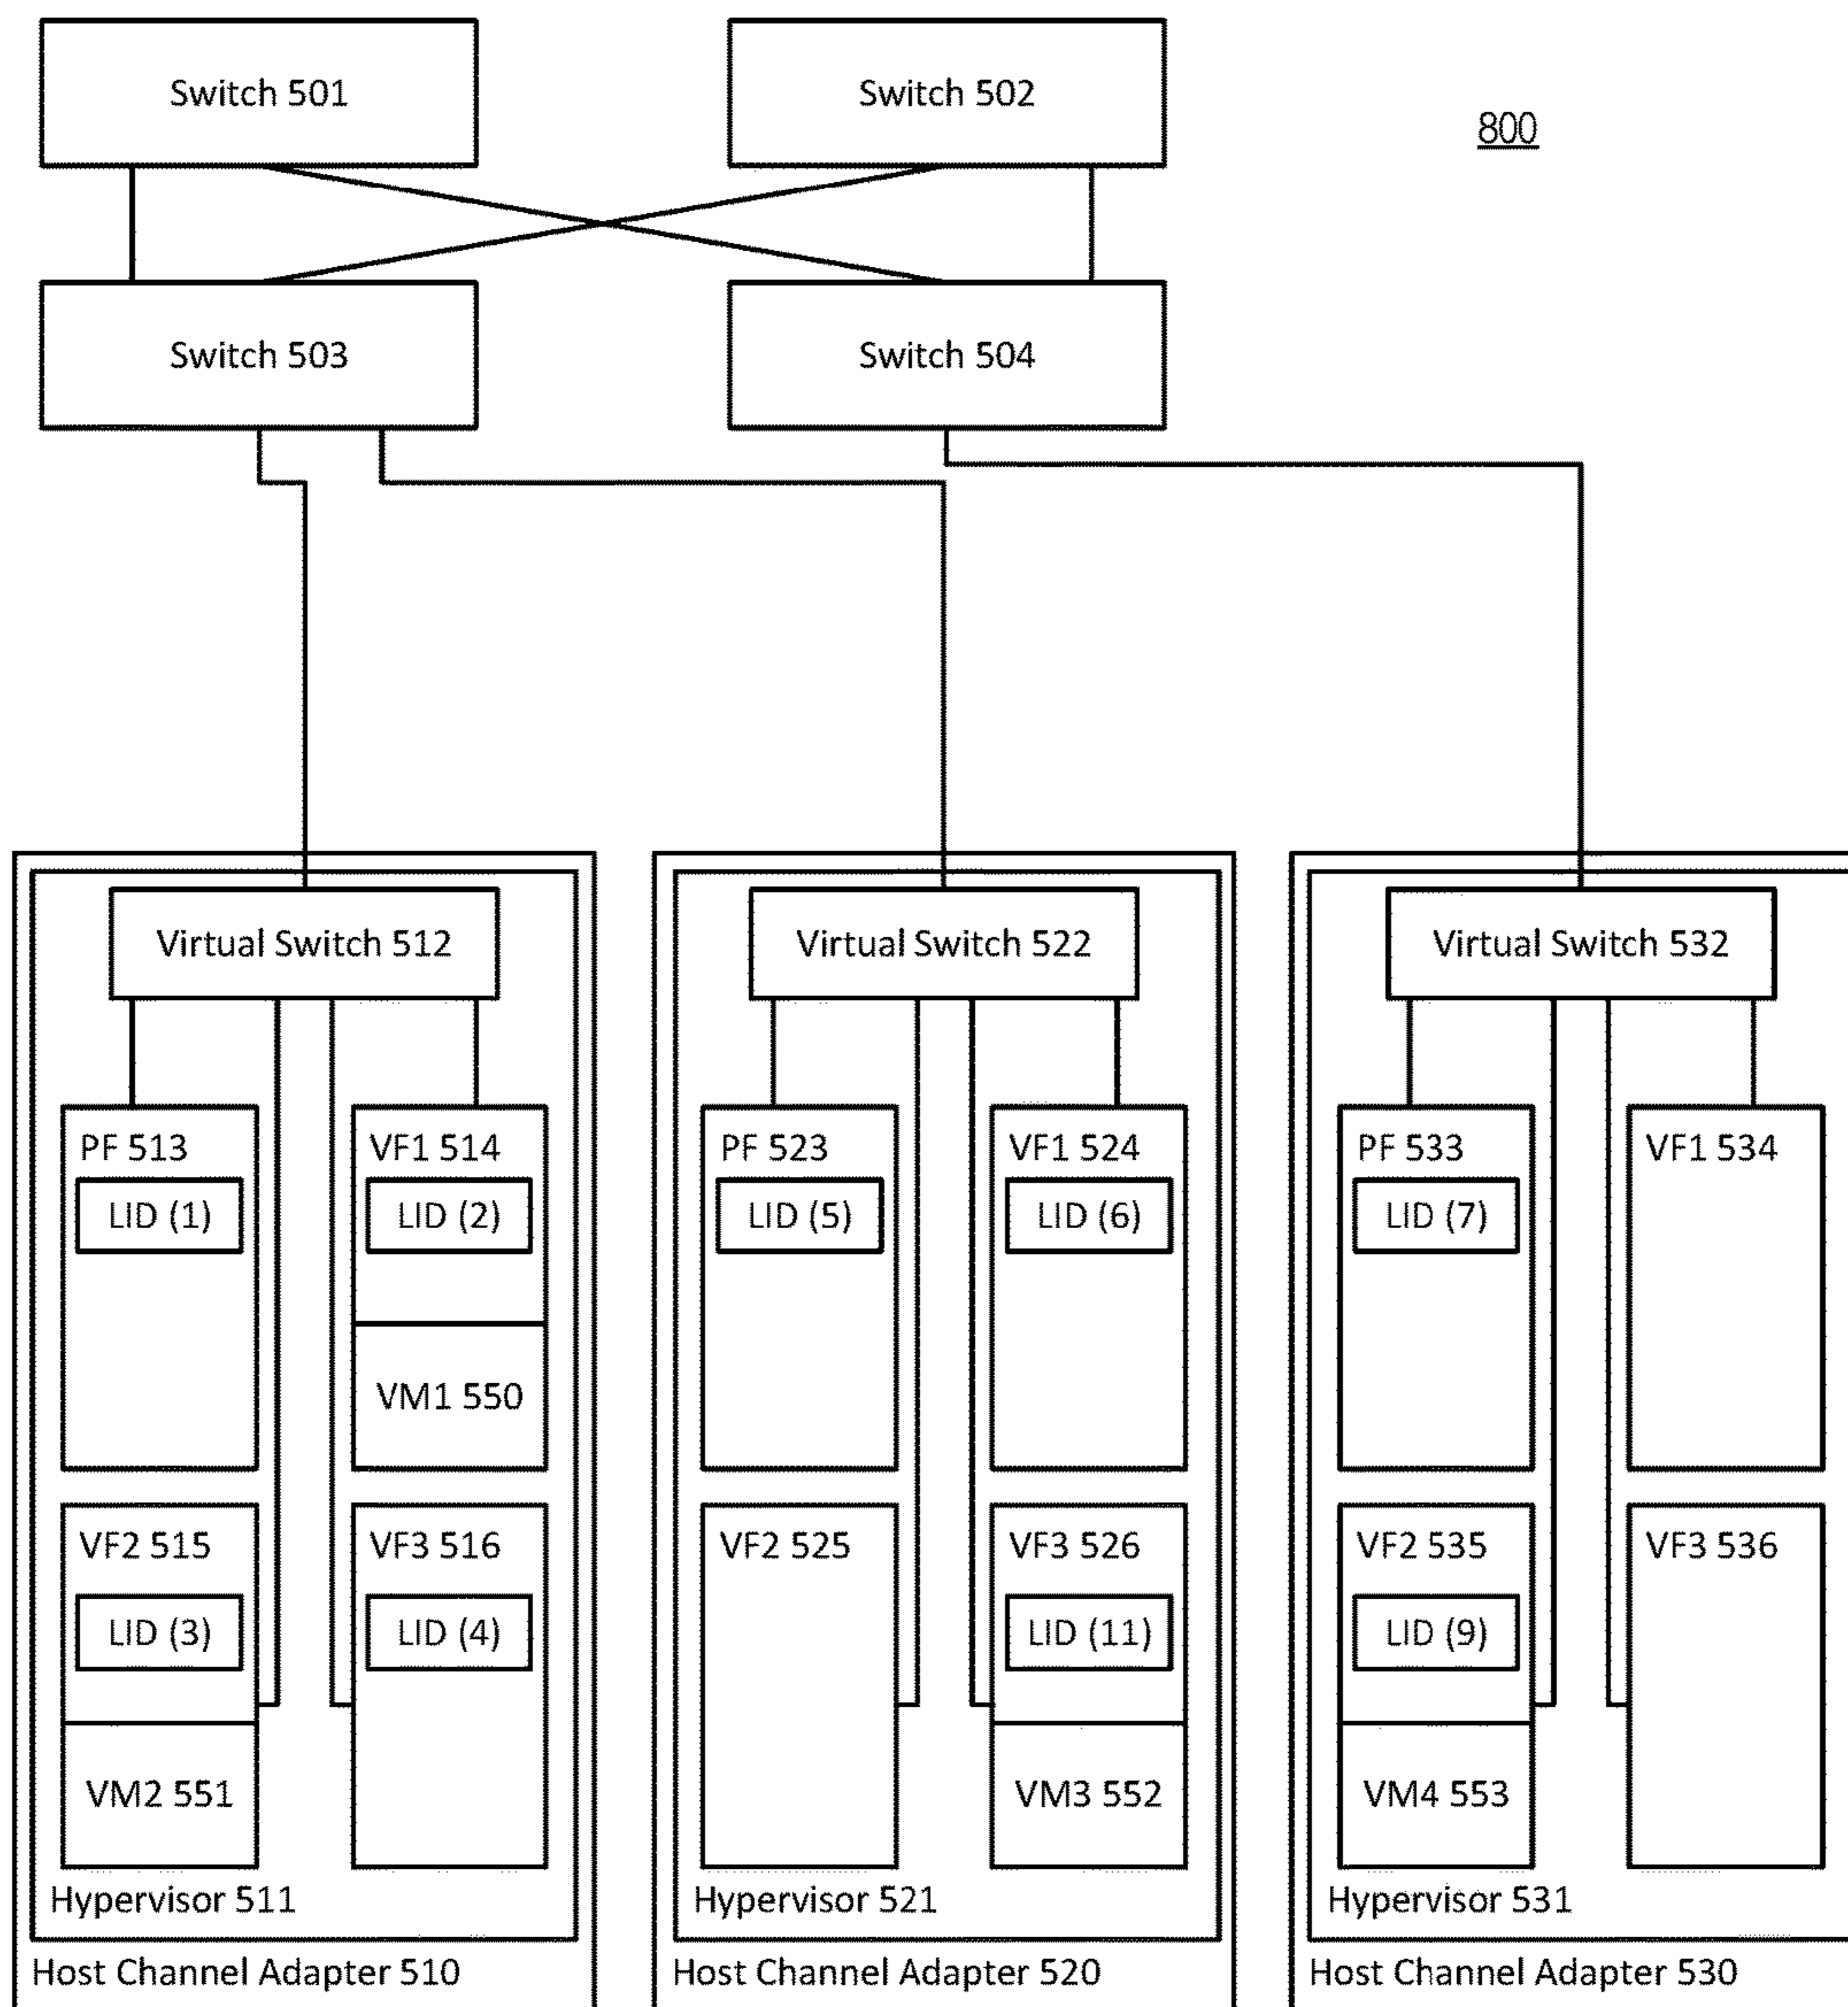 Switch 501
Switch 502
800
Switch 503
Switch 504
Virtual Switch 512
Virtual Switch 522
Virtual Switch 532
PF 513
LID (1)
VF1 514
LID (2)
VM1 550
VF2 515
LID (3)
VM2 551
VF3 516
LID (4)
Hypervisor 511
Host Channel Adapter 510
PF 523
LID (5)
VF1 524
LID (6)
VF2 525
VF3 526
LID (11)
VM3 552
Hypervisor 521
Host Channel Adapter 520
PF 533
LID (7)
VF1 534
VF2 535
LID (9)
VM4 553
VF3 536
Hypervisor 531
Host Channel Adapter 530